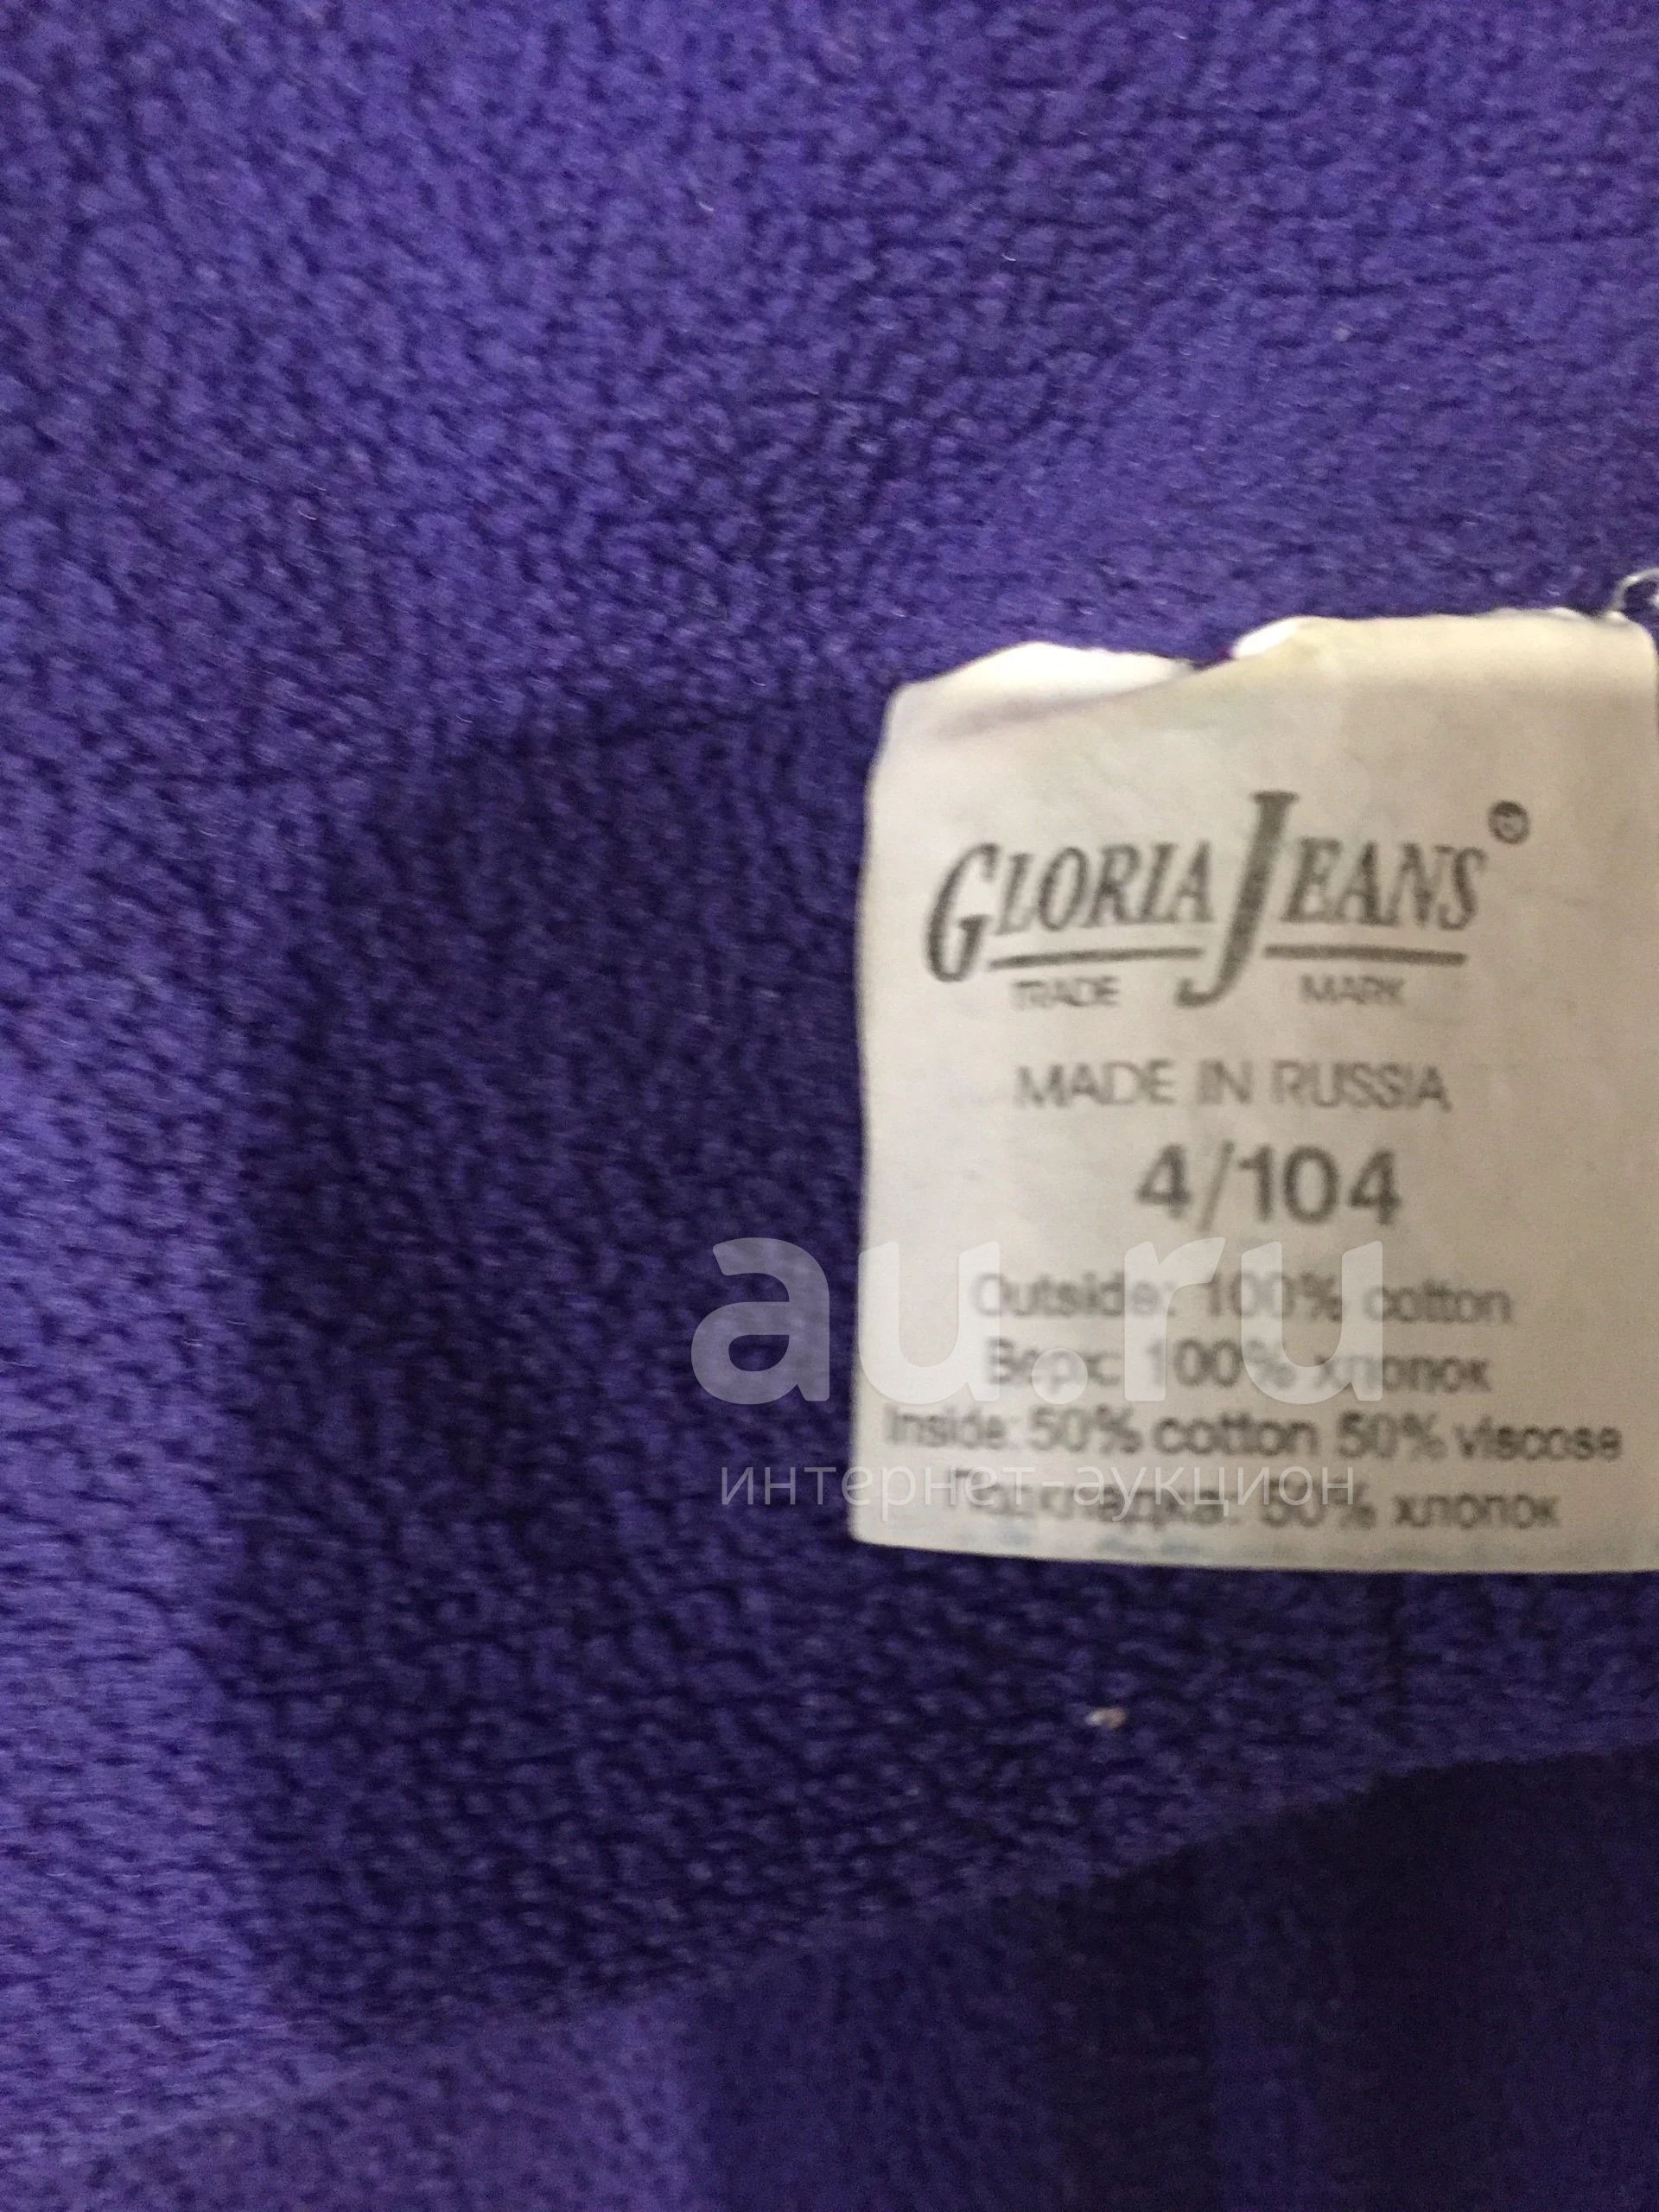 GLORIA JEANS®
TRADE MARK
MADE IN RUSSIA
4/104
Outside: 100% cotton
Верх: 100% хлопок
Inside: 50% cotton 50% viscose
Подкладка: 50% хлопок
au.ru
интернет-аукцион